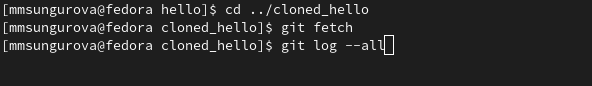 [mmsungurova@fedora hello]$ cd ../cloned_hello
[mmsungurova@fedora cloned_hello]$ git fetch
[mmsungurova@fedora cloned_hello]$ git log --all